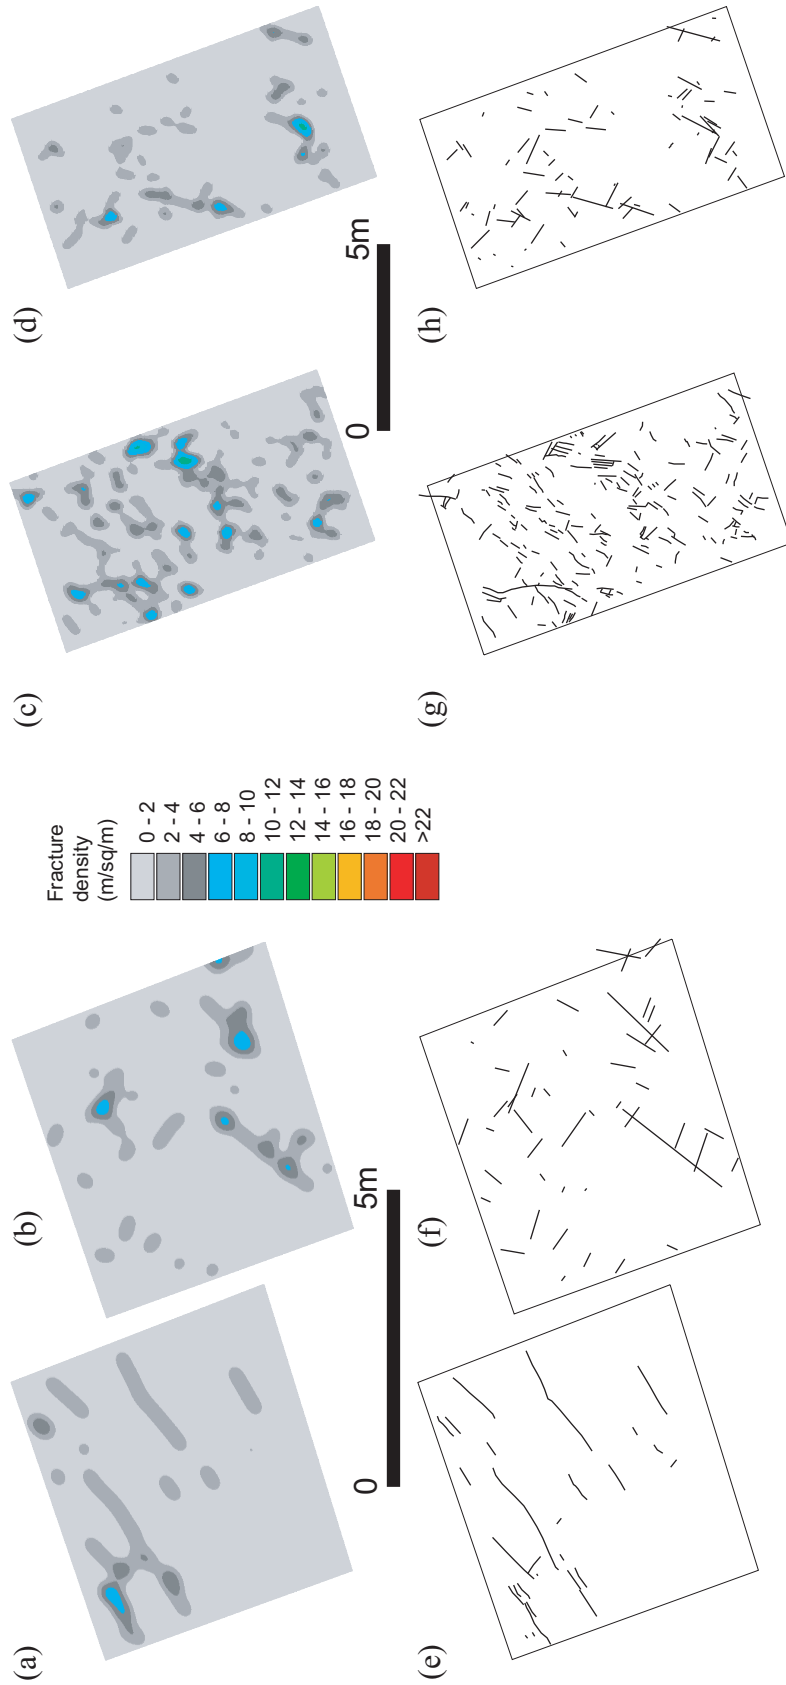 (a)
(b)
(c)
(d)
Fracture
density
(m/sq/m)
0 - 2
2 - 4
4 - 6
6 - 8
8 - 10
10 - 12
12 - 14
14 - 16
16 - 18
18 - 20
20 - 22
>22
0
5m
0
5m
(e)
(f)
(g)
(h)